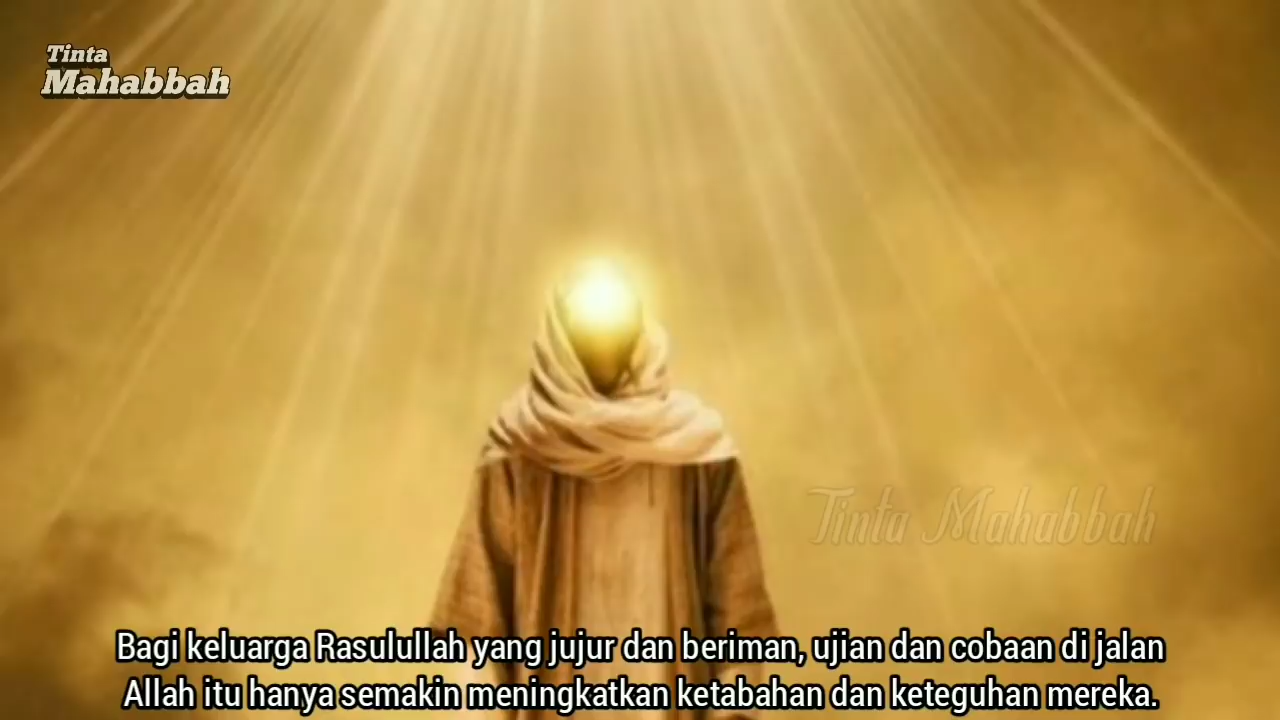 Tinta
Mahabbah
Tinta Mahabbah
Bagi keluarga Rasulullah yang jujur dan beriman, ujian dan cobaan di jalan
Allah itu hanya semakin meningkatkan ketabahan dan keteguhan mereka.